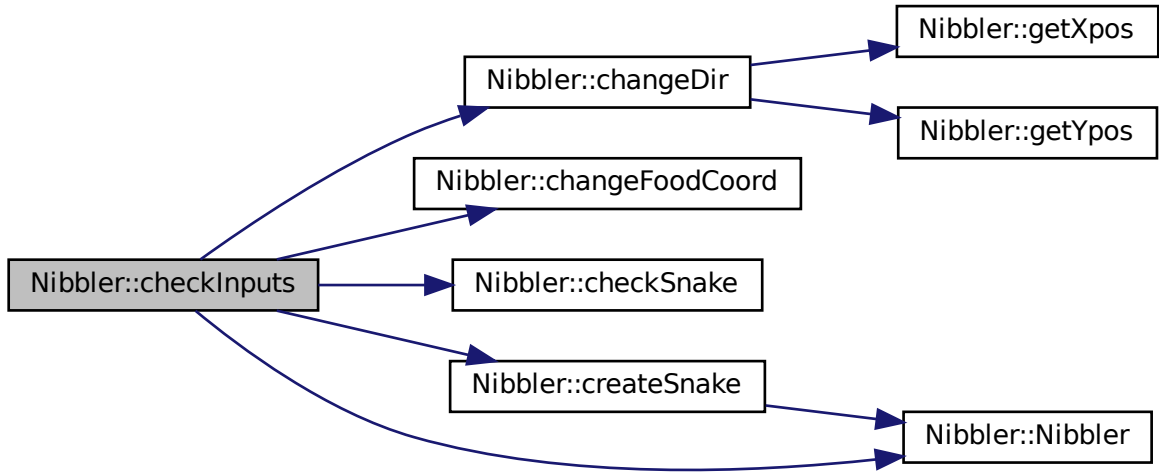 Nibbler::getXpos
Nibbler::changeDir
Nibbler::getYpos
Nibbler::changeFoodCoord
Nibbler::checkInputs
Nibbler::checkSnake
Nibbler::createSnake
Nibbler::Nibbler